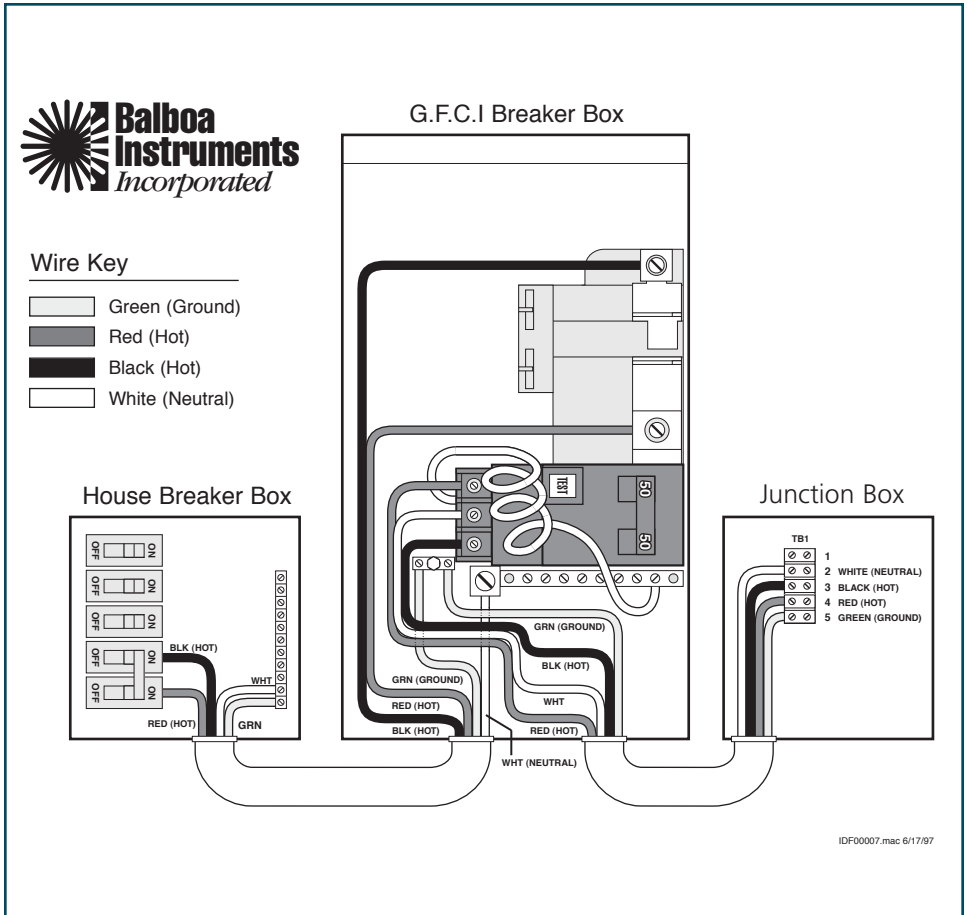 Balboa
Instruments
Incorporated
G.F.C.I Breaker Box
Wire Key
Green (Ground)
Red (Hot)
Black (Hot)
White (Neutral)
House Breaker Box
OFF ON
OFF ON
OFF ON
OFF ON
OFF ON
BLK (HOT)
WHT
RED (HOT)
GRN
TEST
50
50
GRN (GROUND)
BLK (HOT)
GRN (GROUND)
WHT
RED (HOT)
RED (HOT)
BLK (HOT)
WHT (NEUTRAL)
Junction Box
TB1
1
2 WHITE (NEUTRAL)
3 BLACK (HOT)
4 RED (HOT)
5 GREEN (GROUND)
IDF00007.mac 6/17/97